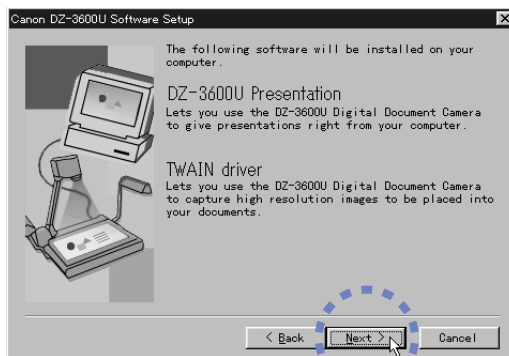 Canon DZ-3600U Software Setup
The following software will be installed on your
computer.
DZ-3600U Presentation
Lets you use the DZ-3600U Digital Document Camera
to give presentations right from your computer.
TWAIN driver
Lets you use the DZ-3600U Digital Document Camera
to capture high resolution images to be placed into
your documents.
< Back
Next >
Cancel